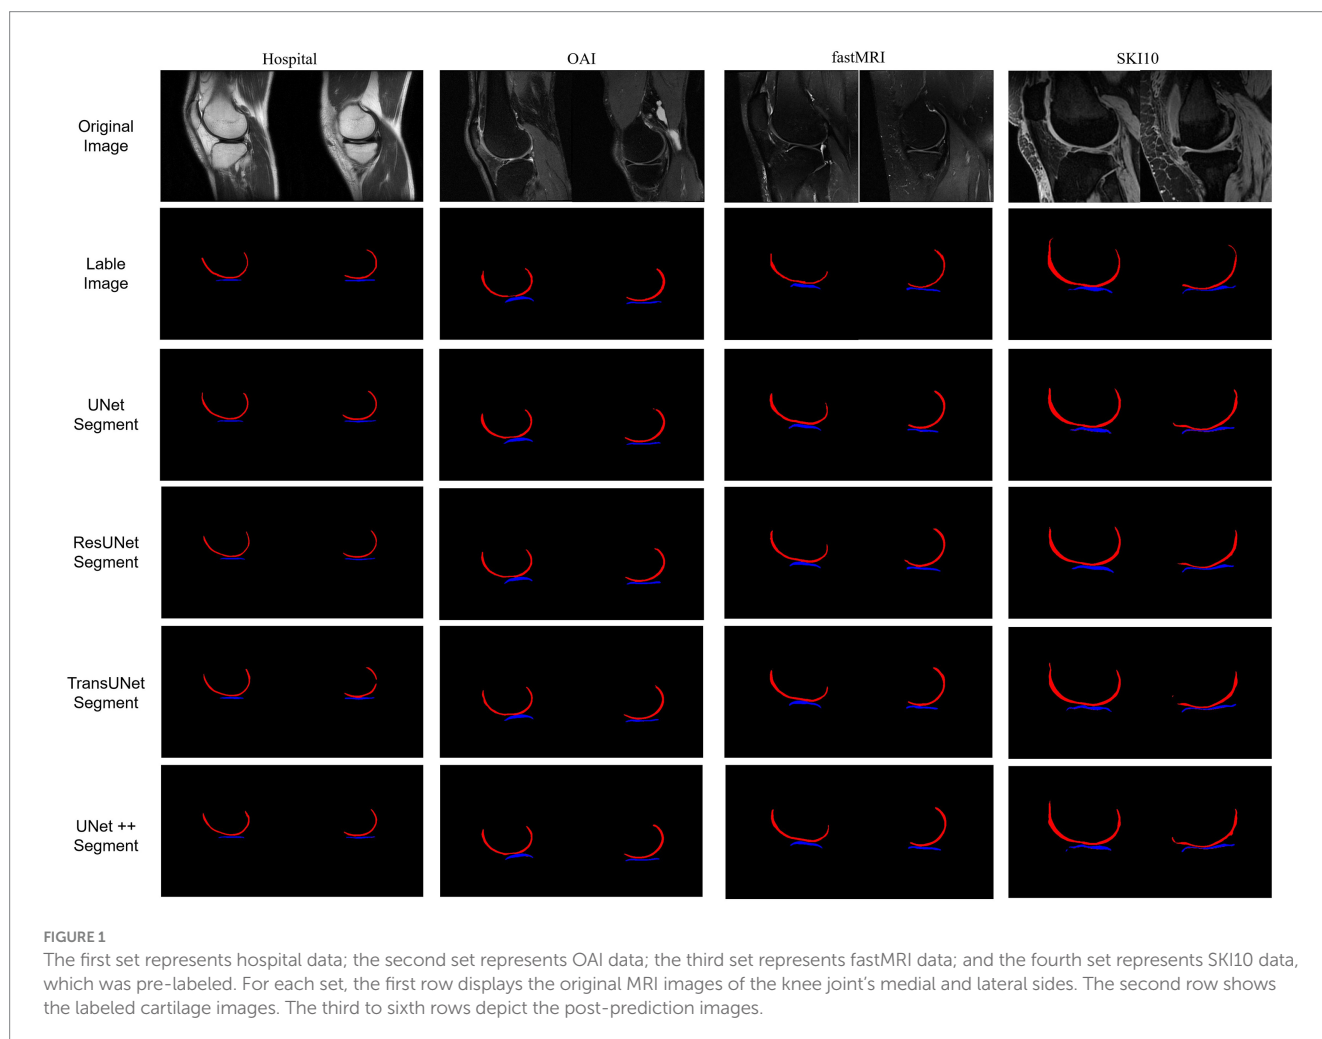 Hospital OAI fastMRI SKI10
Original
Image
Lable
Image
UNet
Segment
ResUNet
Segment
TransUNet
Segment
UNet ++
Segment
FIGURE 1
The first set represents hospital data; the second set represents OAI data; the third set represents fastMRI data; and the fourth set represents SKI10 data,
which was pre-labeled. For each set, the first row displays the original MRI images of the knee joint's medial and lateral sides. The second row shows
the labeled cartilage images. The third to sixth rows depict the post-prediction images.